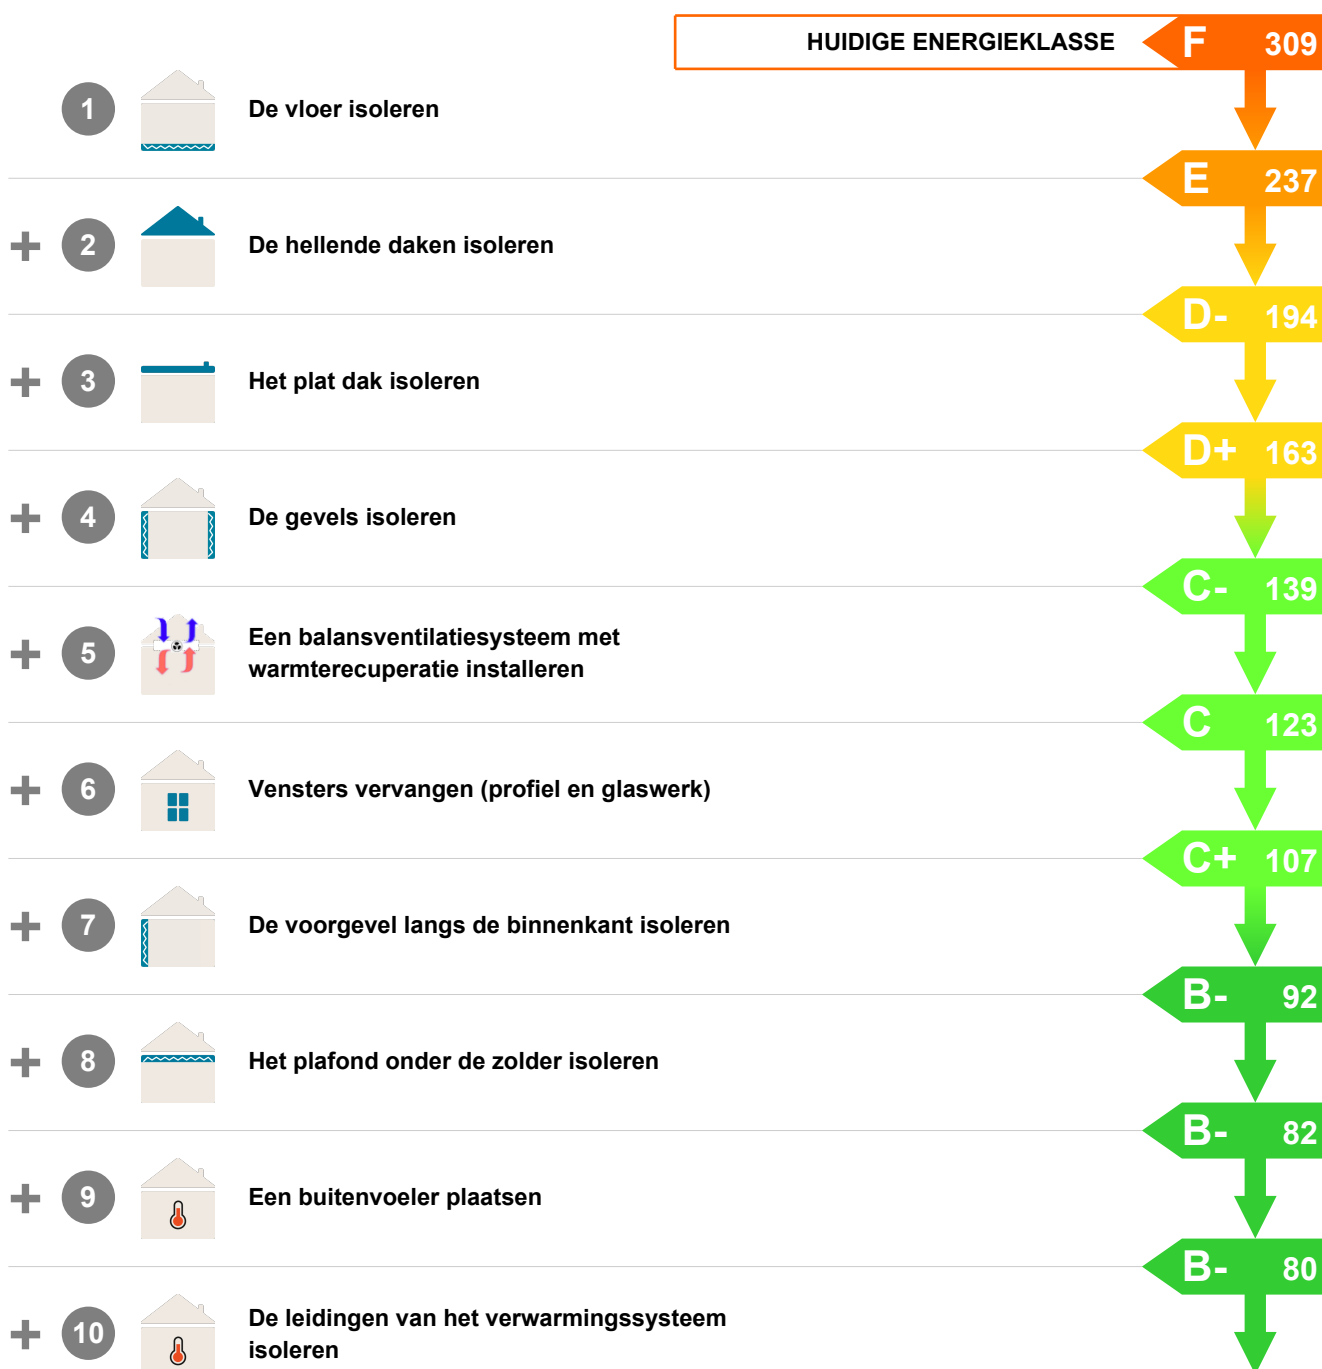 HUIDIGE ENERGIEKLASSE F 309
1 De vloer isoleren
E 237
+ 2 De hellende daken isoleren
D- 194
+ 3 Het plat dak isoleren
D+ 163
+ 4 De gevels isoleren
C- 139
+ 5 Een balansventilatiesysteem met
warmterecuperatie installeren
C 123
+ 6 Vensters vervangen (profiel en glaswerk)
C+ 107
+ 7 De voorgevel langs de binnenkant isoleren
B- 92
+ 8 Het plafond onder de zolder isoleren
B- 82
+ 9 Een buitenvoeler plaatsen
B- 80
+ 10 De leidingen van het verwarmingssysteem
isoleren